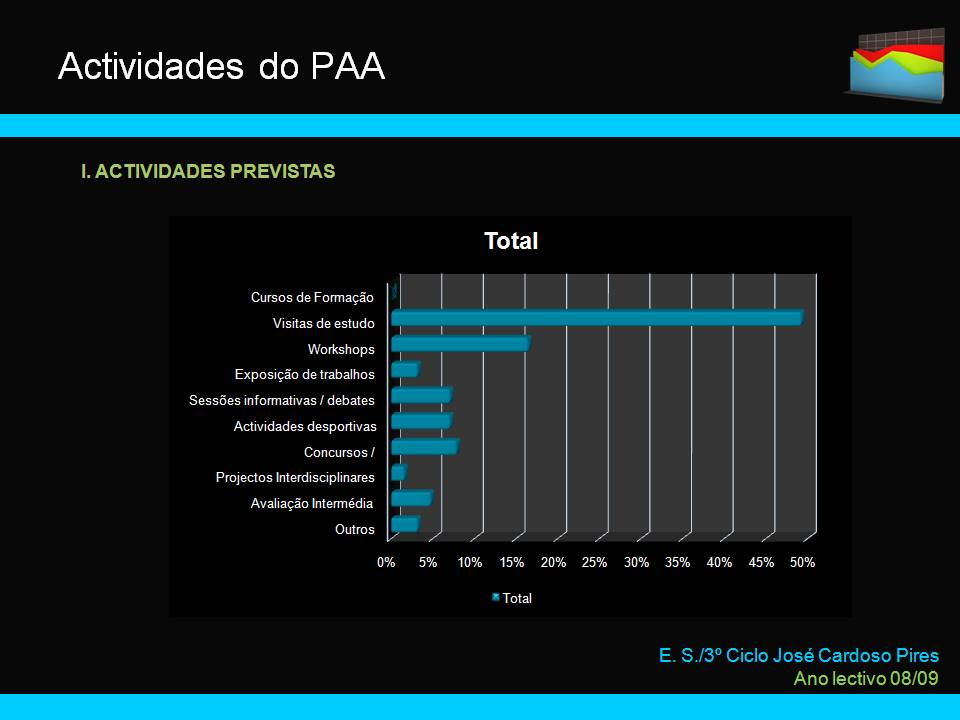 Actividades do PAA
I. ACTIVIDADES PREVISTAS
Total
Cursos de Formação
Visitas de estudo
Workshops
Exposição de trabalhos
Sessões informativas / debates
Actividades desportivas
Concursos /
Projectos Interdisciplinares
Avaliação Intermédia
Outros
0% 5% 10% 15% 20% 25% 30% 35% 40% 45% 50%
Total
E. S./3º Ciclo José Cardoso Pires
Ano lectivo 08/09